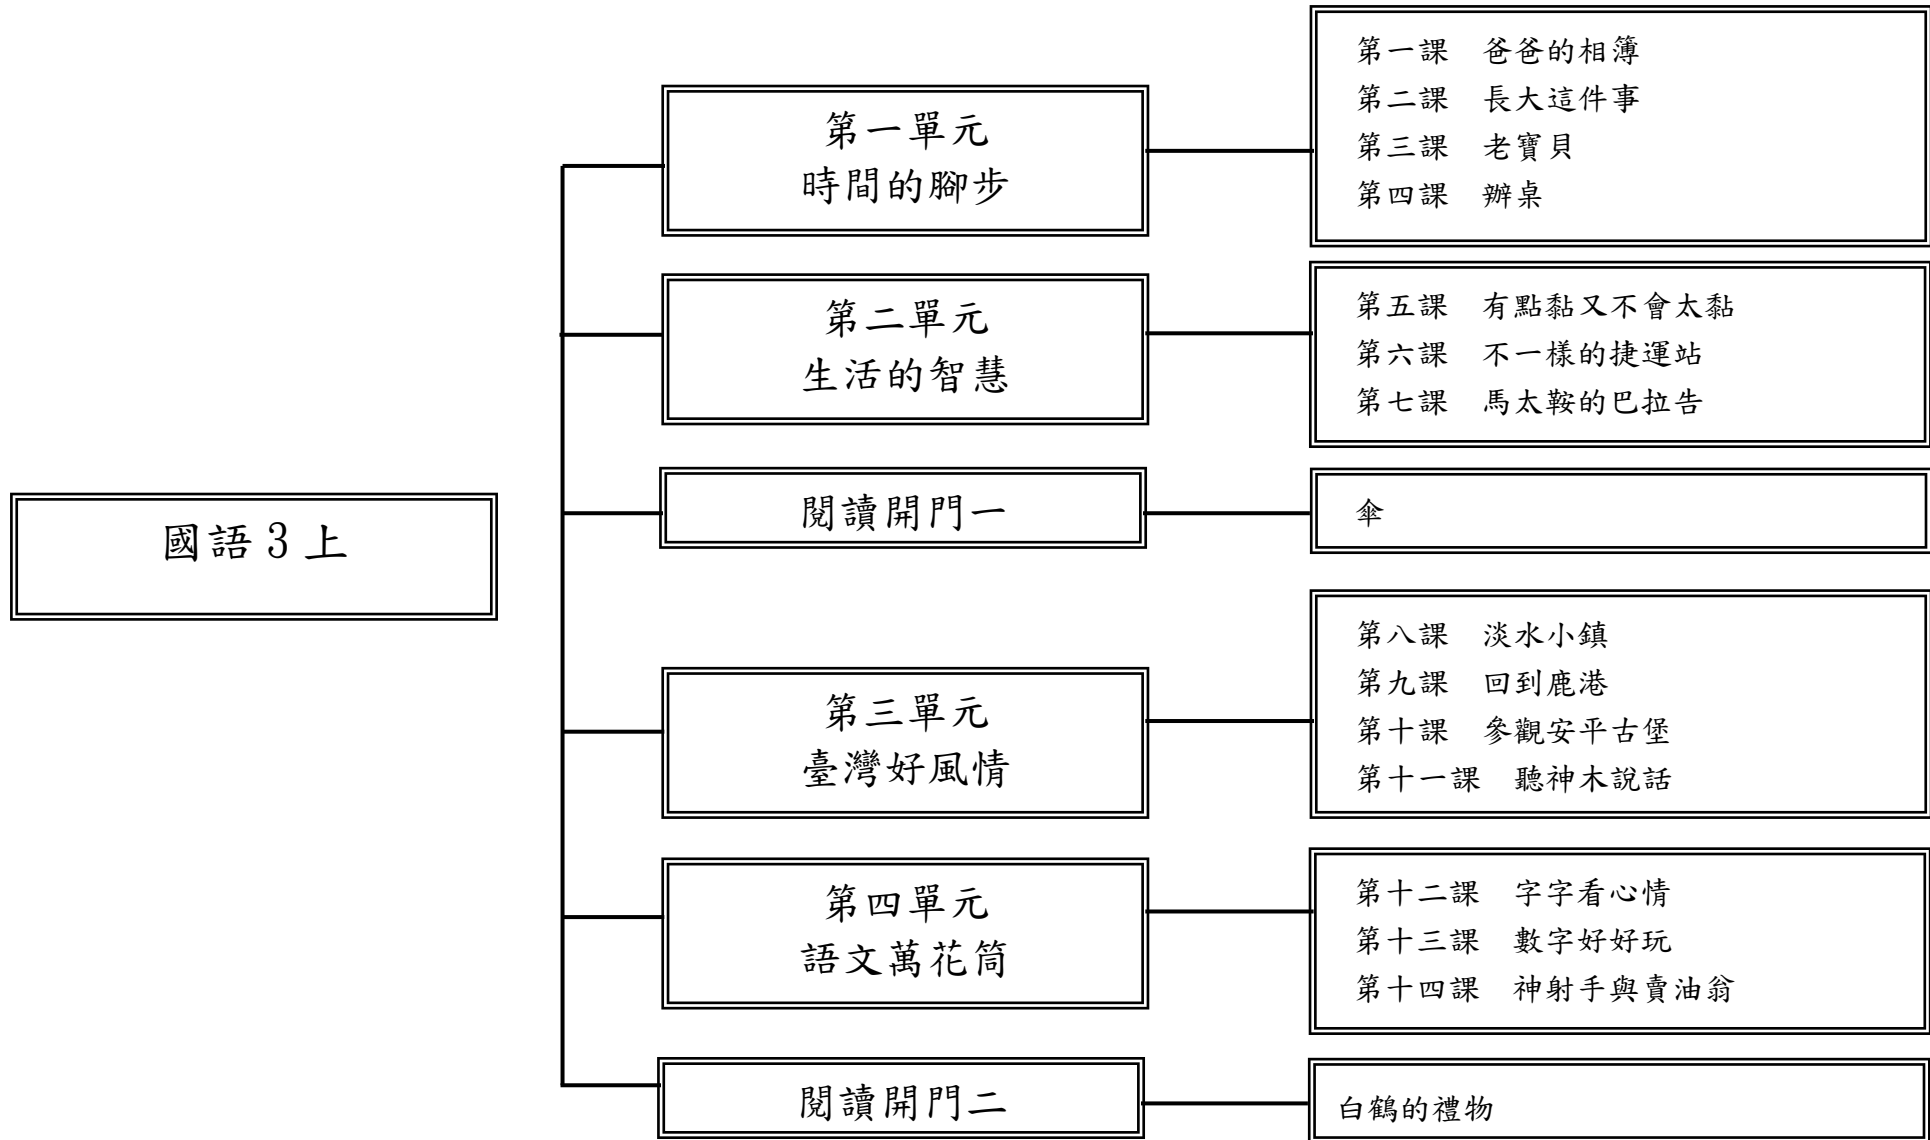 國語3上
第一單元
時間的腳步
第一課　爸爸的相簿
第二課　長大這件事
第三課　老寶貝
第四課　辦桌
第二單元
生活的智慧
第五課　有點黏又不會太黏
第六課　不一樣的捷運站
第七課　馬太鞍的巴拉告
閱讀開門一
傘
第三單元
臺灣好風情
第八課　淡水小鎮
第九課　回到鹿港
第十課　參觀安平古堡
第十一課　聽神木說話
第四單元
語文萬花筒
第十二課　字字看心情
第十三課　數字好好玩
第十四課　神射手與賣油翁
閱讀開門二
白鶴的禮物